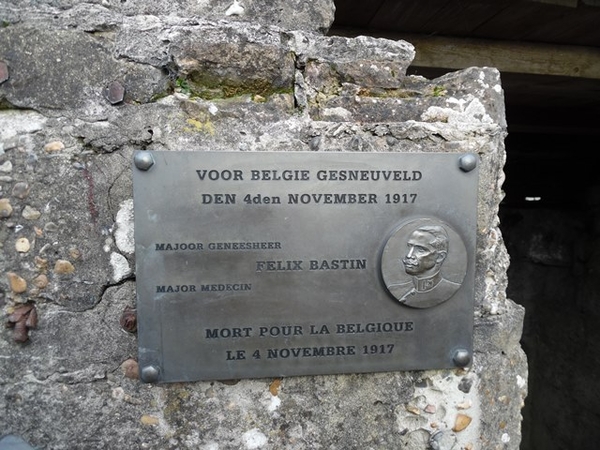 VOOR BELGIE GESNEUVELD
DEN 4den NOVEMBER 1917
MAJOOR GENEESHEER
FELIX BASTIN
MAJOR MEDECIN
MORT POUR LA BELGIQUE
LE 4 NOVEMBRE 1917